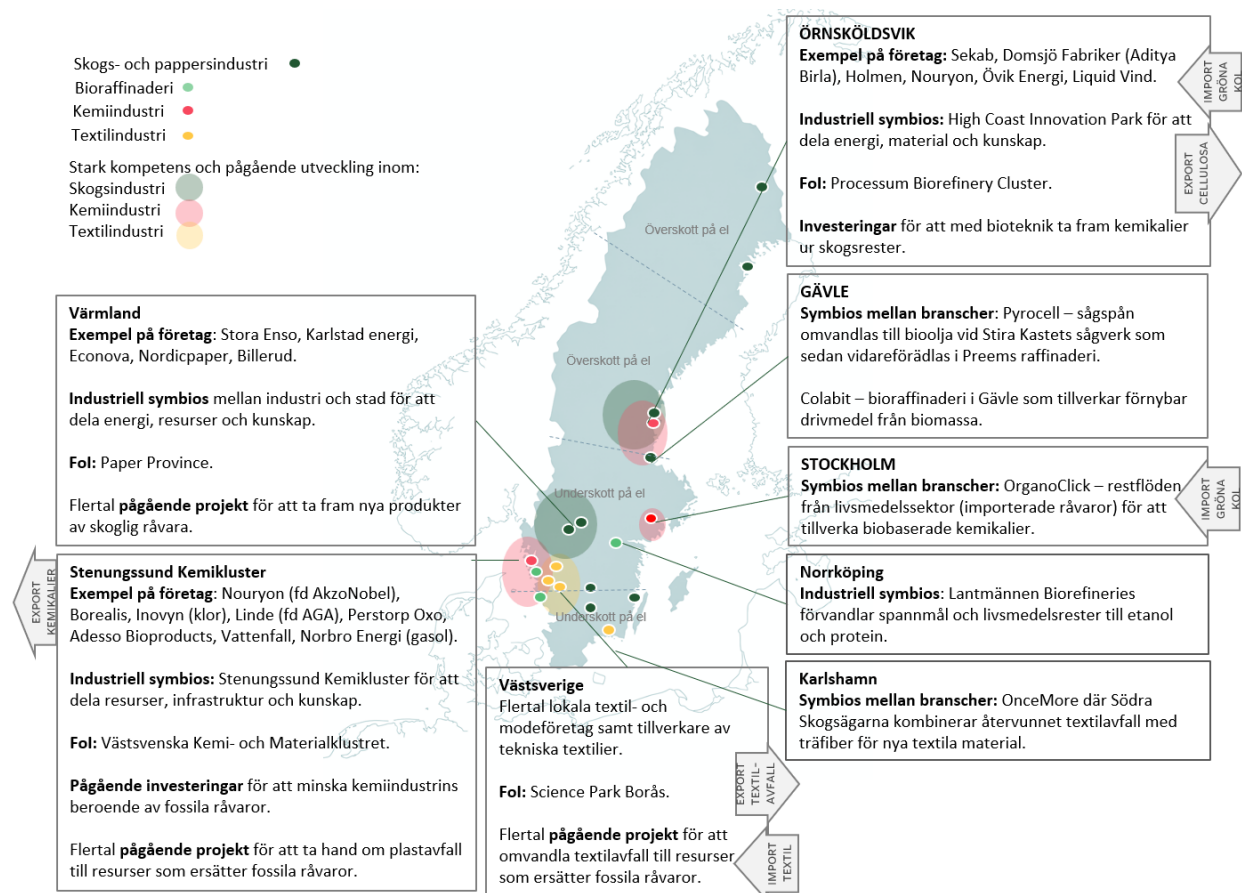 Skogs- och pappersindustri
Bioraffinaderi
Kemiindustri
Textilindustri
Stark kompetens och pågående utveckling inom:
Skogsindustri
Kemiindustri
Textilindustri
Överskott på el
Överskott på el
Underskott på el
Underskott på el
ÖRNSKÖLDSVIK
Exempel på företag: Sekab, Domsjö Fabriker (Aditya
Birla), Holmen, Nouryon, Övik Energi, Liquid Vind.
Industriell symbios: High Coast Innovation Park för att
dela energi, material och kunskap.
FoI: Processum Biorefinery Cluster.
Investeringar för att med bioteknik ta fram kemikalier
ur skogsrester.
IMPORT
GRÖNA
KOL
EXPORT
CELLULOSA
GÄVLE
Symbios mellan branscher: Pyrocell – sågspån
omvandlas till bioolja vid Stira Kastets sågverk som
sedan vidareförädlas i Preems raffinaderi.
Colabit – bioraffinaderi i Gävle som tillverkar förnybar
drivmedel från biomassa.
STOCKHOLM
Symbios mellan branscher: OrganoClick – restflöden
från livsmedelssektor (importerade råvaror) för att
tillverka biobaserade kemikalier.
IMPORT
GRÖNA
KOL
Norrköping
Industriell symbios: Lantmännen Biorefineries
förvandlar spannmål och livsmedelsrester till etanol
och protein.
Karlshamn
Symbios mellan branscher: OnceMore där Södra
Skogsägarna kombinerar återvunnet textilavfall med
träfiber för nya textila material.
Värmland
Exempel på företag: Stora Enso, Karlstad energi,
Econova, Nordicpaper, Billerud.
Industriell symbios mellan industri och stad för att
dela energi, resurser och kunskap.
FoI: Paper Province.
Flertal pågående projekt för att ta fram nya produkter
av skoglig råvara.
Stenungssund Kemikluster
Exempel på företag: Nouryon (fd AkzoNobel),
Borealis, Inovyn (klor), Linde (fd AGA), Perstorp Oxo,
Adesso Bioproducts, Vattenfall, Norbro Energi (gasol).
Industriell symbios: Stenungssund Kemikluster för att
dela resurser, infrastruktur och kunskap.
FoI: Västsvenska Kemi- och Materialklustret.
Pågående investeringar för att minska kemiindustrins
beroende av fossila råvaror.
Flertal pågående projekt för att ta hand om plastavfall
till resurser som ersätter fossila råvaror.
EXPORT
KEMIKALIER
Västsverige
Flertal lokala textil- och
modeföretag samt tillverkare av
tekniska textilier.
FoI: Science Park Borås.
Flertal pågående projekt för att
omvandla textilavfall till resurser
som ersätter fossila råvaror.
EXPORT
TEXTIL-
AVFALL
IMPORT
TEXTIL